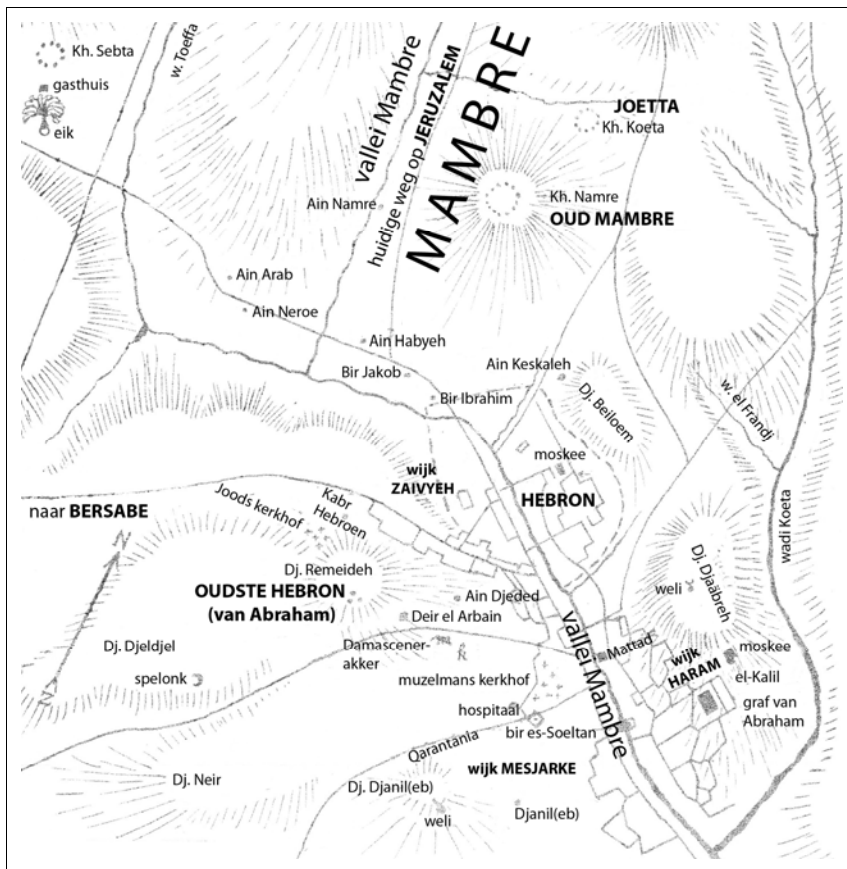 Kh. Sebta
gasthuis
eik
w. Toeffa
vallei Mambre
huidige weg op JERUZALEM
MAMBRE
JOETTA
Kh. Koeta
Kh. Namre
OUD MAMBRE
Ain Namre
Ain Arab
Ain Neroe
Ain Habyeh
Bir Jakob
Ain Keskaleh
Bir Ibrahim
Dj. Beiloem
w. el Frandj
wadi Koeta
moskee
wijk
ZAIVYEH
HEBRON
naar BERSABE
Joods kerkhof
Kabr
Hebroen
N
Dj. Remeideh
OUDSTE HEBRON
(van Abraham)
Ain Djeded
Deir el Arbain
Dj. Djaäbreh
weli
Dj. Djeldjel
spelonk
Damascener-
akker
muzelmans kerkhof
vallei Mambre
Mattad
wijk
HARAM
moskee
el-Kalil
graf van
Abraham
hospitaal
bir es-Soeltan
Qarantanla
wijk MESJARKE
Dj. Neir
Dj. Djanil(eb)
weli
Djanil(eb)